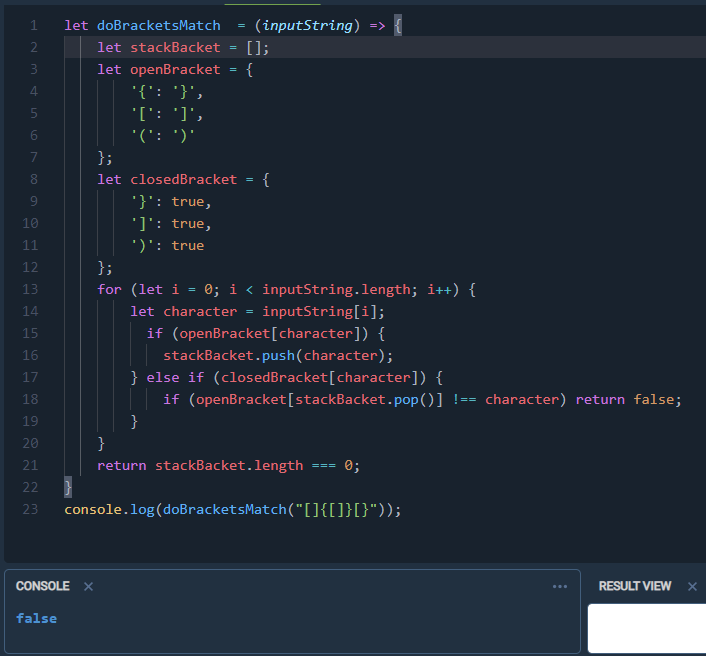 1 let doBracketsMatch = (inputString) => {
2 let stackBacket = [];
3 let openBracket = {
4 '{': '}',
5 '[': ']',
6 '(': ')'
7 };
8 let closedBracket = {
9 '}': true,
10 ']': true,
11 ')': true
12 };
13 for (let i = 0; i < inputString.length; i++) {
14 let character = inputString[i];
15 if (openBracket[character]) {
16 stackBacket.push(character);
17 } else if (closedBracket[character]) {
18 if (openBracket[stackBacket.pop()] !== character) return false;
19 }
20 }
21 return stackBacket.length === 0;
22 }
23 console.log(doBracketsMatch("[]{[]}[}"));
CONSOLE × ··· RESULT VIEW ×
false